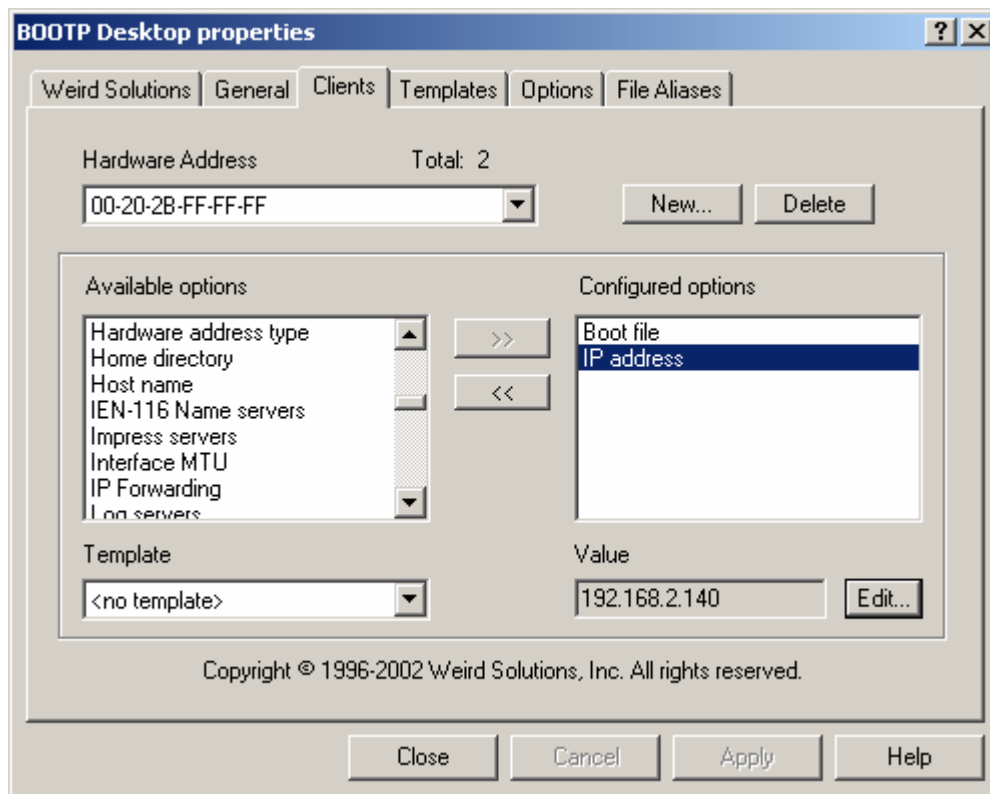 BOOTP Desktop properties
Weird Solutions General Clients Templates Options File Aliases
Hardware Address Total: 2
00-20-2B-FF-FF-FF New... Delete
Available options Configured options
Hardware address type
Home directory
Host name
IEN-116 Name servers
Impress servers
Interface MTU
IP Forwarding
Log servers
>>
<<
Boot file
IP address
Template Value
<no template> 192.168.2.140 Edit...
Copyright © 1996-2002 Weird Solutions, Inc. All rights reserved.
Close Cancel Apply Help